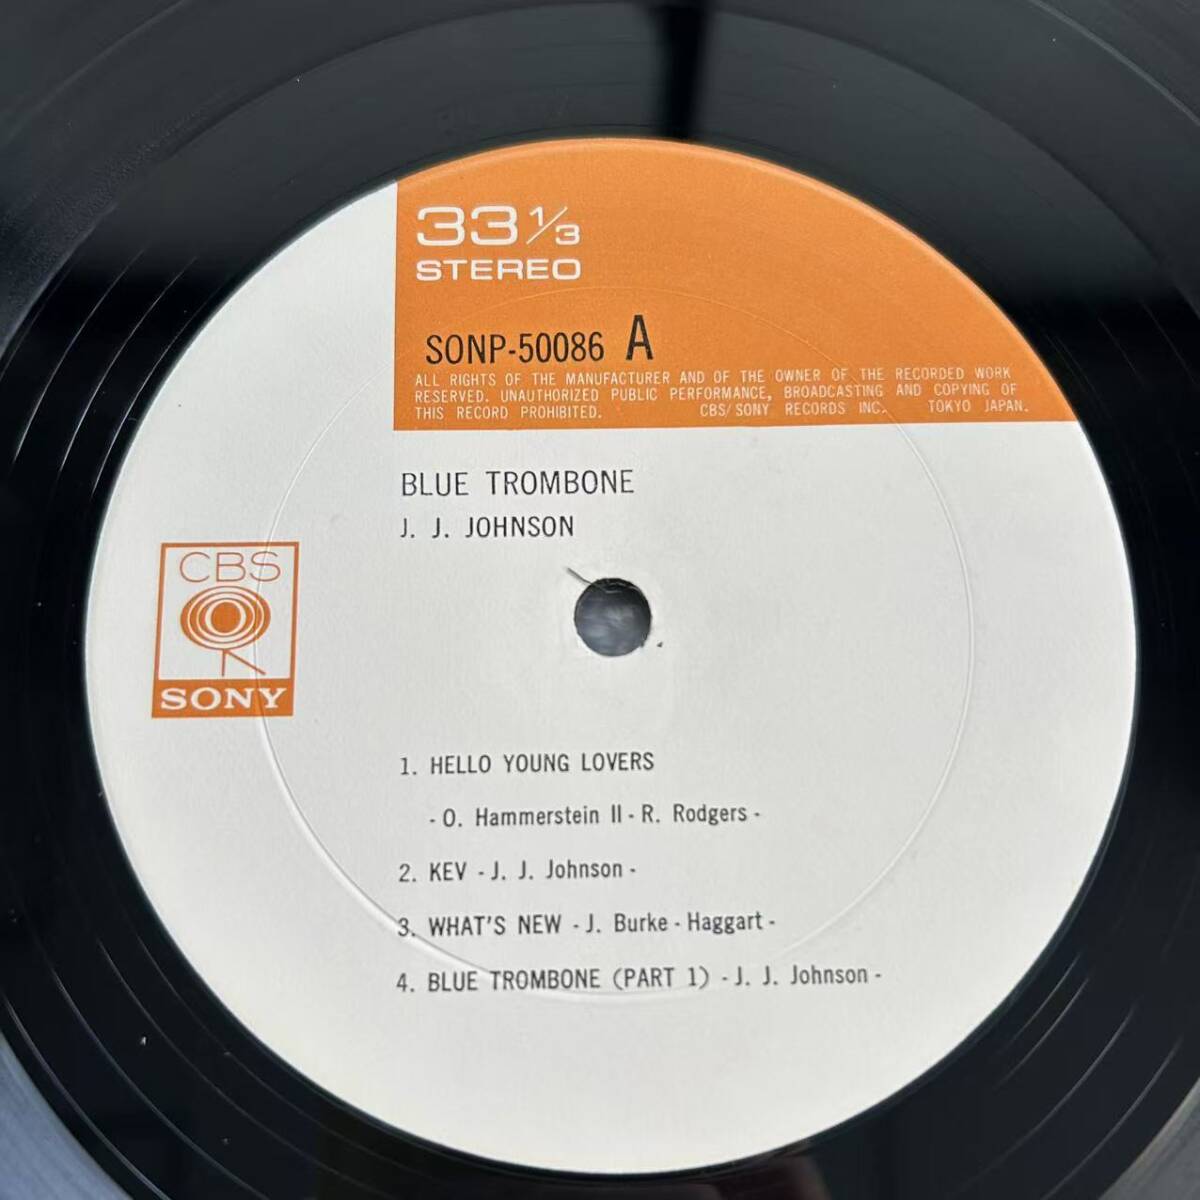 33 1/3
STEREO
SONP-50086 A
ALL RIGHTS OF THE MANUFACTURER AND OF THE OWNER OF THE RECORDED WORK
RESERVED. UNAUTHORIZED PUBLIC PERFORMANCE, BROADCASTING AND COPYING OF
THIS RECORD PROHIBITED. CBS/SONY RECORDS INC. TOKYO JAPAN.
BLUE TROMBONE
J. J. JOHNSON
CBS
SONY
1. HELLO YOUNG LOVERS
- O. Hammerstein II - R. Rodgers -
2. KEV - J. J. Johnson -
3. WHAT'S NEW - J. Burke - Haggart -
4. BLUE TROMBONE (PART 1) - J. J. Johnson -